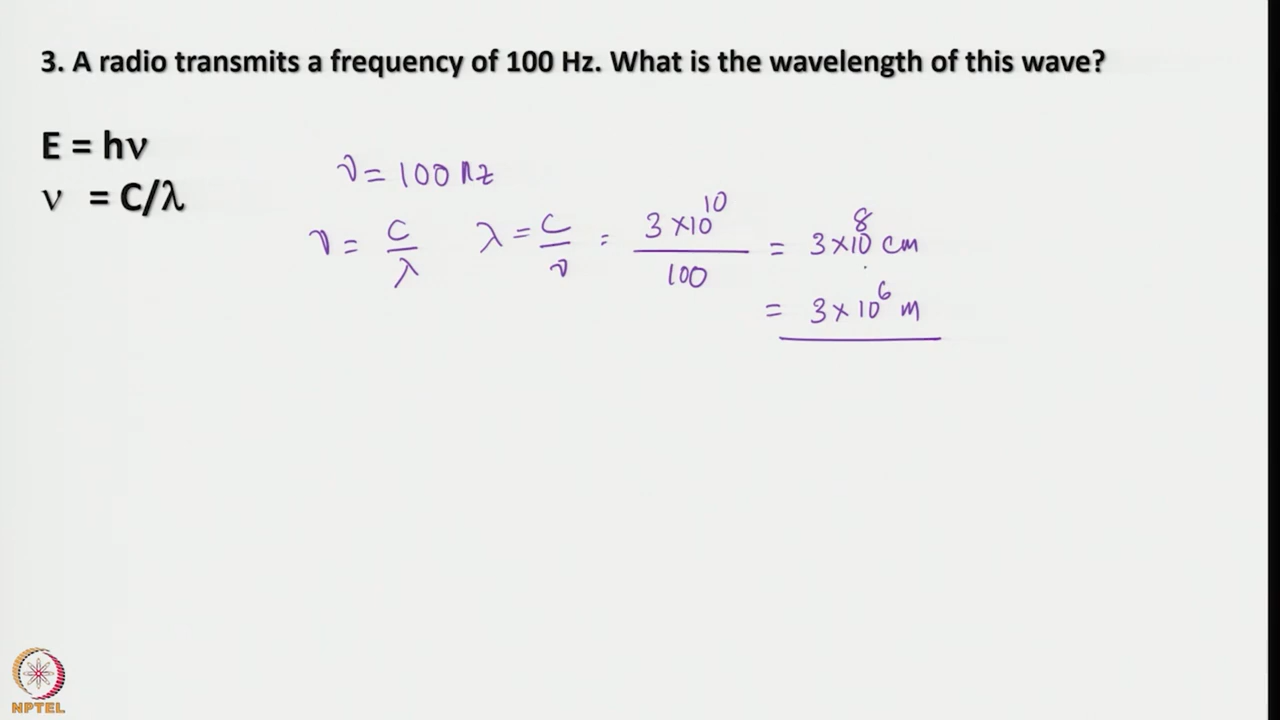 3. A radio transmits a frequency of 100 Hz. What is the wavelength of this wave?
E = hν
ν = C/λ
ν = 100 Hz
ν = C/λ λ = C/ν = 3 × 10^10 / 100 = 3 × 10^8 cm
= 3 × 10^6 m
NPTEL